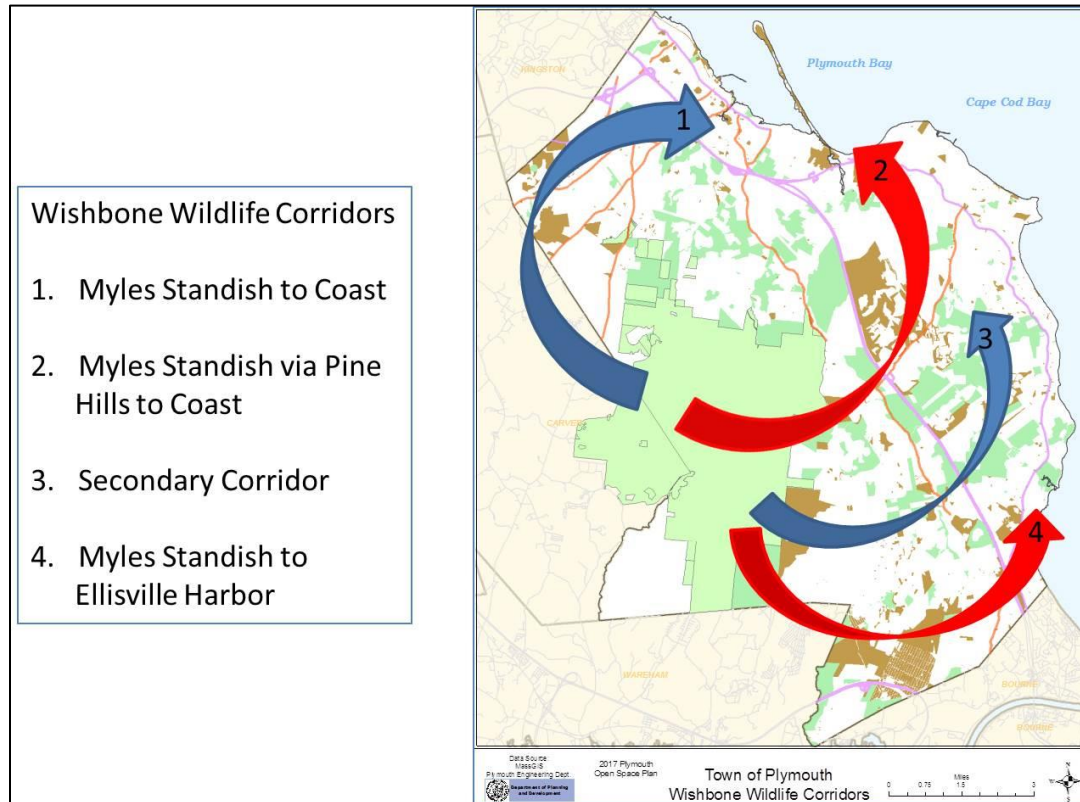 Wishbone Wildlife Corridors
1. Myles Standish to Coast
2. Myles Standish via Pine
Hills to Coast
3. Secondary Corridor
4. Myles Standish to
Ellisville Harbor
Plymouth Bay
Cape Cod Bay
KINGSTON
1
2
3
CARVER
4
WAREHAM
BOURNE
BOURNE
Data Source:
MassGIS
Plymouth Engineering Dept.
Department of Planning
and Development
2017 Plymouth
Open Space Plan
Town of Plymouth
Wishbone Wildlife Corridors
Miles
0 0.75 1.5 3
N
S